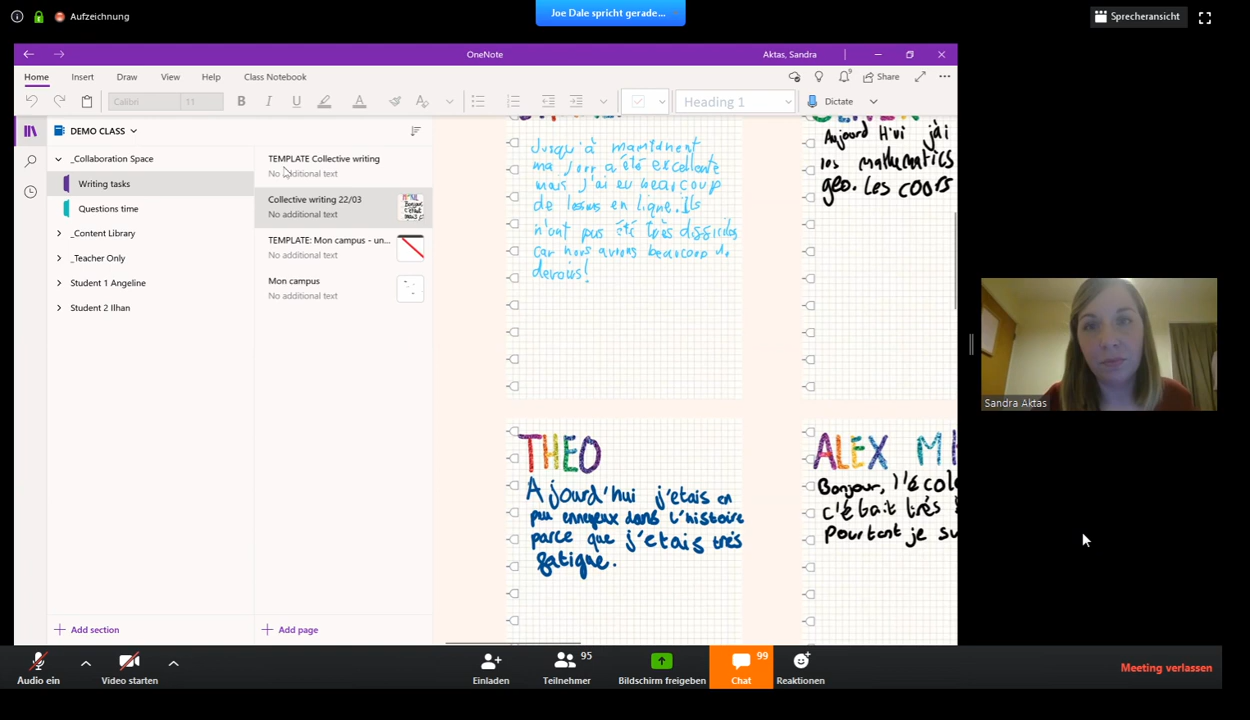 Aufzeichnung
Joe Dale spricht gerade...
Sprecheransicht
OneNote
Aktas, Sandra
Home Insert Draw View Help Class Notebook
Share
Calibri 11
B I U
Heading 1
Dictate
DEMO CLASS
_Collaboration Space
Writing tasks
Questions time
_Content Library
_Teacher Only
Student 1 Angeline
Student 2 Ilhan
Add section
TEMPLATE Collective writing
No additional text
Collective writing 22/03
No additional text
TEMPLATE: Mon campus - un...
No additional text
Mon campus
No additional text
Add page
Jusqu'à maintenant
ma jour a été excellente
mais j'ai eu beaucoup
de lessons en ligne. Ils
n'ont pas été très difficiles
car nous avions beaucoup de
devoirs!
Aujourd Hui j'ai
les mathematics
geo. Les cours
THEO
Ajourd'hui j'etais en
peu ennuyeux dans l'histoire
parce que j'etais très
fatigue.
ALEX
Bonjour, l'écol
c'était très
Pourtant je su
Sandra Aktas
Audio ein
Video starten
Einladen
95
Teilnehmer
Bildschirm freigeben
99
Chat
Reaktionen
Meeting verlassen